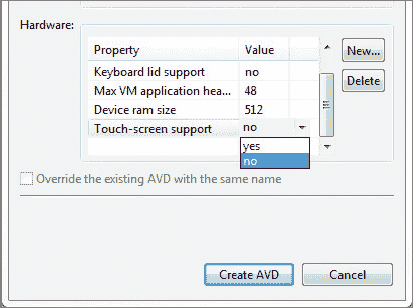 Hardware:
Property Value New...
Keyboard lid support no Delete
Max VM application hea... 48
Device ram size 512
Touch-screen support no
yes
no
Override the existing AVD with the same name
Create AVD Cancel